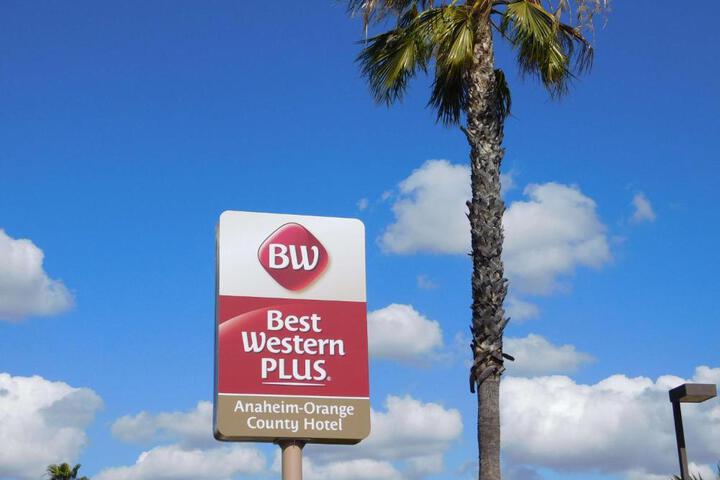 BW
Best
Western
PLUS®
Anaheim-Orange
County Hotel